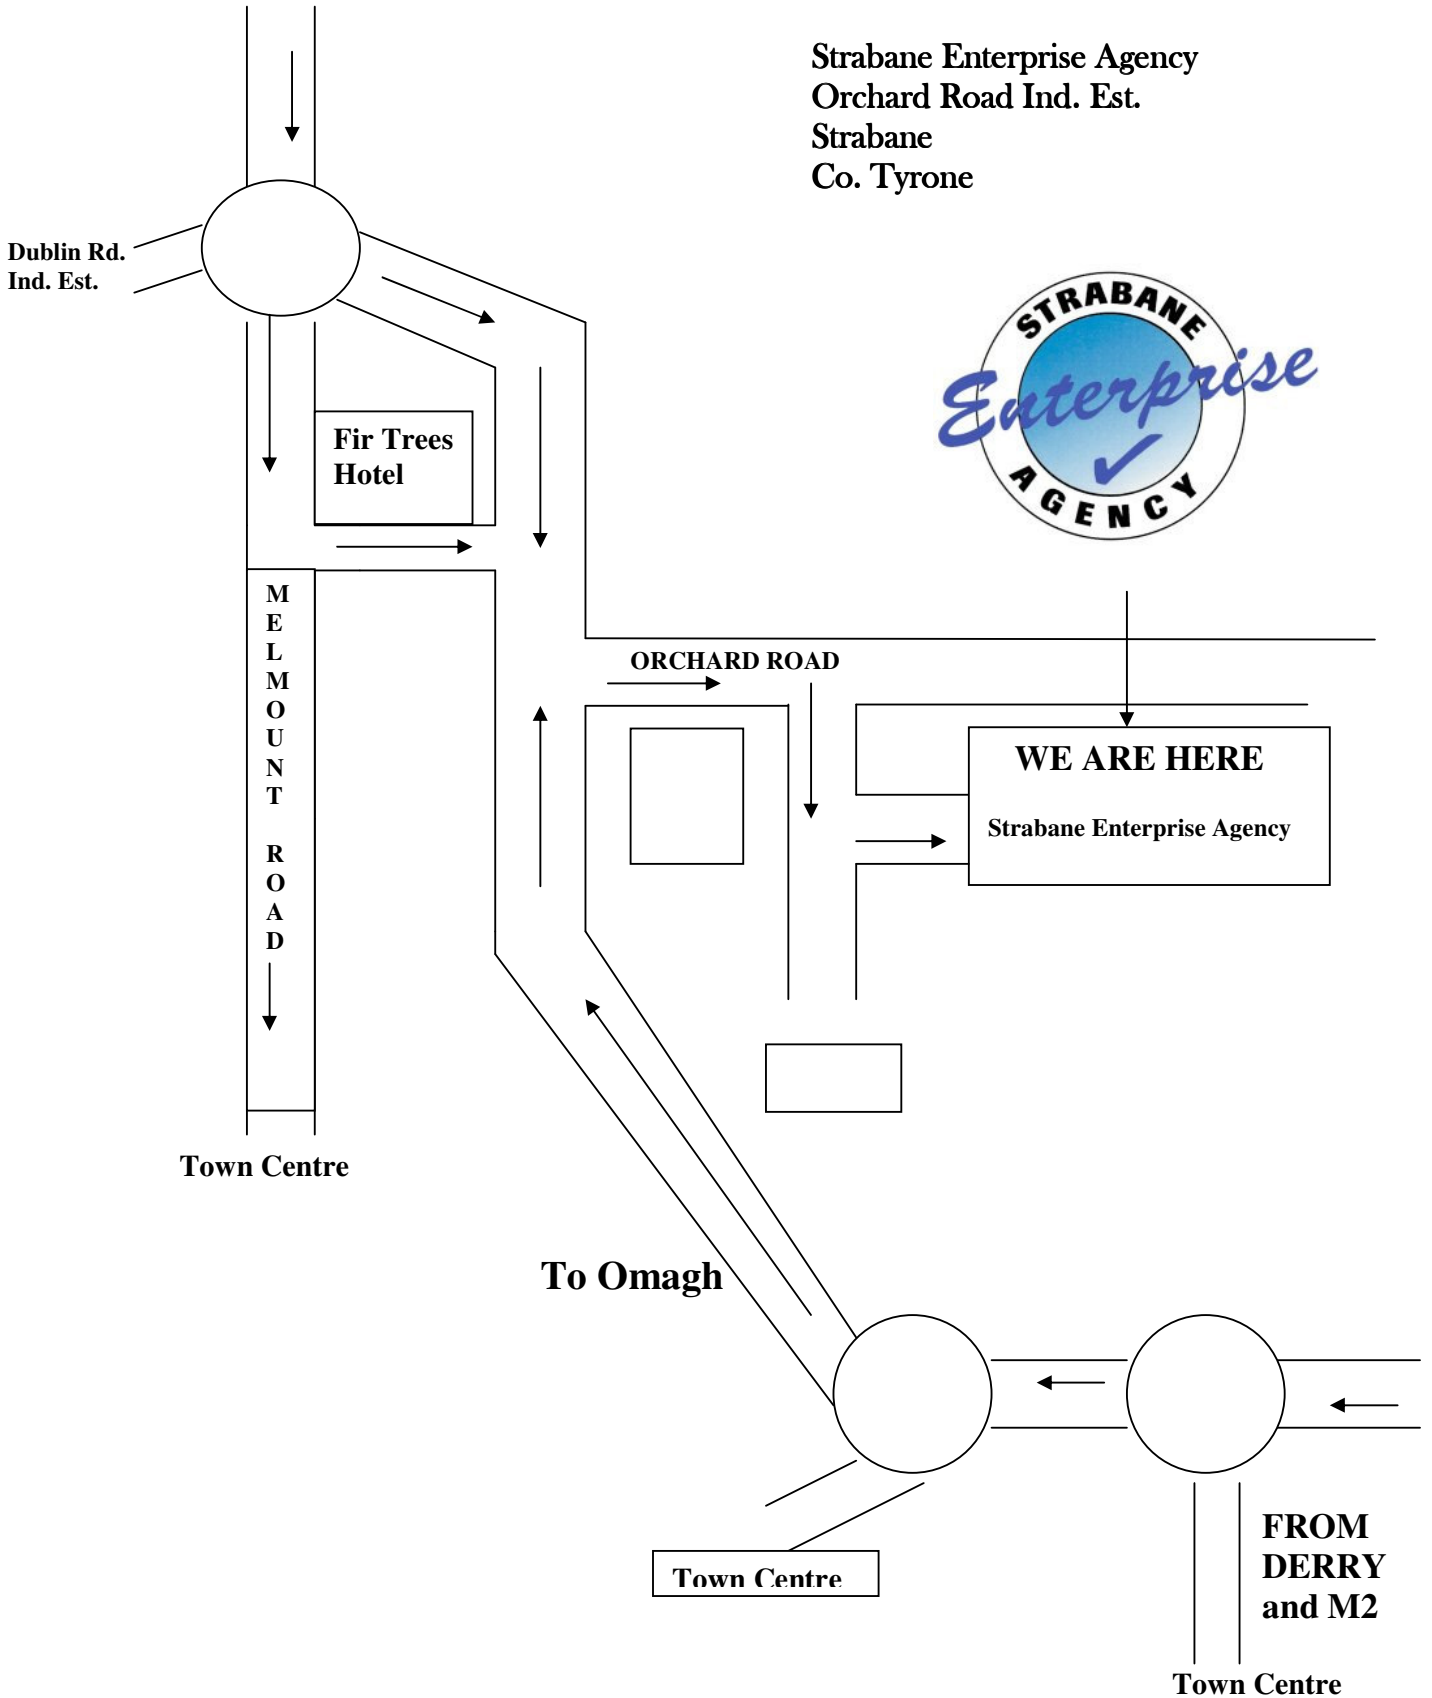 Strabane Enterprise Agency
Orchard Road Ind. Est.
Strabane
Co. Tyrone
Dublin Rd.
Ind. Est.
STRABANE
Enterprise
AGENCY
Fir Trees
Hotel
MELMOUNT ROAD
ORCHARD ROAD
WE ARE HERE
Strabane Enterprise Agency
Town Centre
To Omagh
Town Centre
FROM
DERRY
and M2
Town Centre